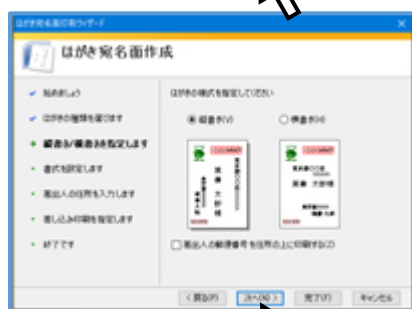 はがき宛名面印刷ウィザード
はがき宛名面作成
始めましょう
はがきの種類を選びます
縦書き/横書きを指定します
書式を設定します
差出人の住所を入力します
差し込み印刷を指定します
終了です
はがきの様式を指定してください
縦書き(V)
横書き(H)
差出人の郵便番号を住所の上に印刷する(Z)
< 戻る(P)
次へ(N) >
完了(F)
キャンセル